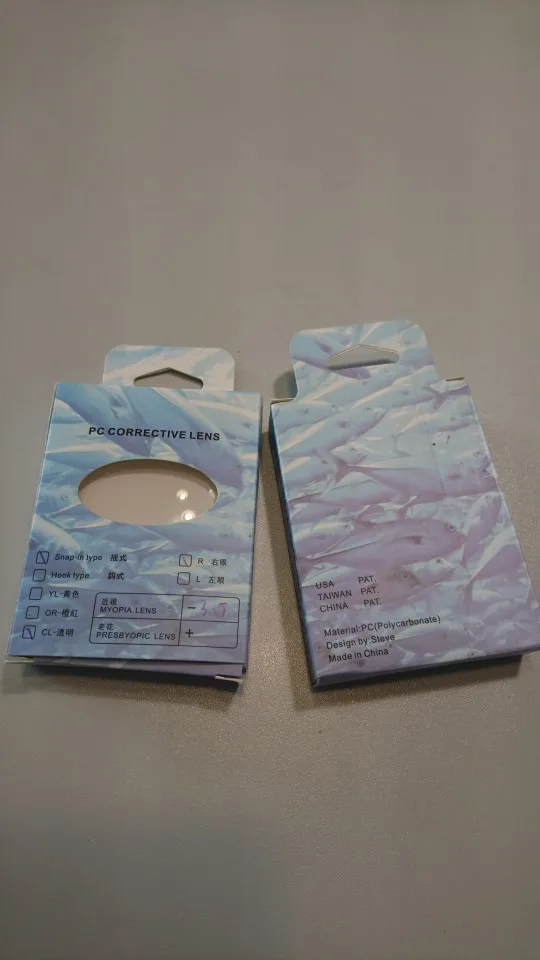 PC CORRECTIVE LENS
Snap-in type 插式
Hook type 鉤式
YL-黃色
OR-橙紅
CL-透明
R 右眼
L 左眼
近視
MYOPIA LENS
- 3.5
老花
PRESBYOPIC LENS
+
USA PAT.
TAIWAN PAT.
CHINA PAT.
Material:PC(Polycarbonate)
Design by:Steve
Made in China